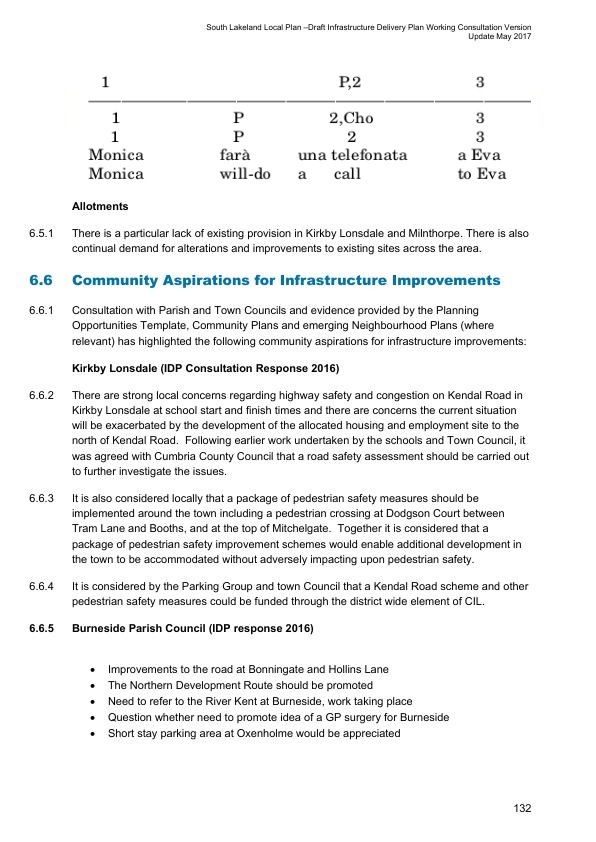 South Lakeland Local Plan –Draft Infrastructure Delivery Plan Working Consultation Version
Update May 2017
1 P,2 3
1 P 2,Cho 3
1 P 2 3
Monica farà una telefonata a Eva
Monica will-do a call to Eva
Allotments
6.5.1 There is a particular lack of existing provision in Kirkby Lonsdale and Milnthorpe. There is also
continual demand for alterations and improvements to existing sites across the area.
6.6 Community Aspirations for Infrastructure Improvements
6.6.1 Consultation with Parish and Town Councils and evidence provided by the Planning
Opportunities Template, Community Plans and emerging Neighbourhood Plans (where
relevant) has highlighted the following community aspirations for infrastructure improvements:
Kirkby Lonsdale (IDP Consultation Response 2016)
6.6.2 There are strong local concerns regarding highway safety and congestion on Kendal Road in
Kirkby Lonsdale at school start and finish times and there are concerns the current situation
will be exacerbated by the development of the allocated housing and employment site to the
north of Kendal Road. Following earlier work undertaken by the schools and Town Council, it
was agreed with Cumbria County Council that a road safety assessment should be carried out
to further investigate the issues.
6.6.3 It is also considered locally that a package of pedestrian safety measures should be
implemented around the town including a pedestrian crossing at Dodgson Court between
Tram Lane and Booths, and at the top of Mitchelgate. Together it is considered that a
package of pedestrian safety improvement schemes would enable additional development in
the town to be accommodated without adversely impacting upon pedestrian safety.
6.6.4 It is considered by the Parking Group and town Council that a Kendal Road scheme and other
pedestrian safety measures could be funded through the district wide element of CIL.
6.6.5 Burneside Parish Council (IDP response 2016)
• Improvements to the road at Bonningate and Hollins Lane
• The Northern Development Route should be promoted
• Need to refer to the River Kent at Burneside, work taking place
• Question whether need to promote idea of a GP surgery for Burneside
• Short stay parking area at Oxenholme would be appreciated
132